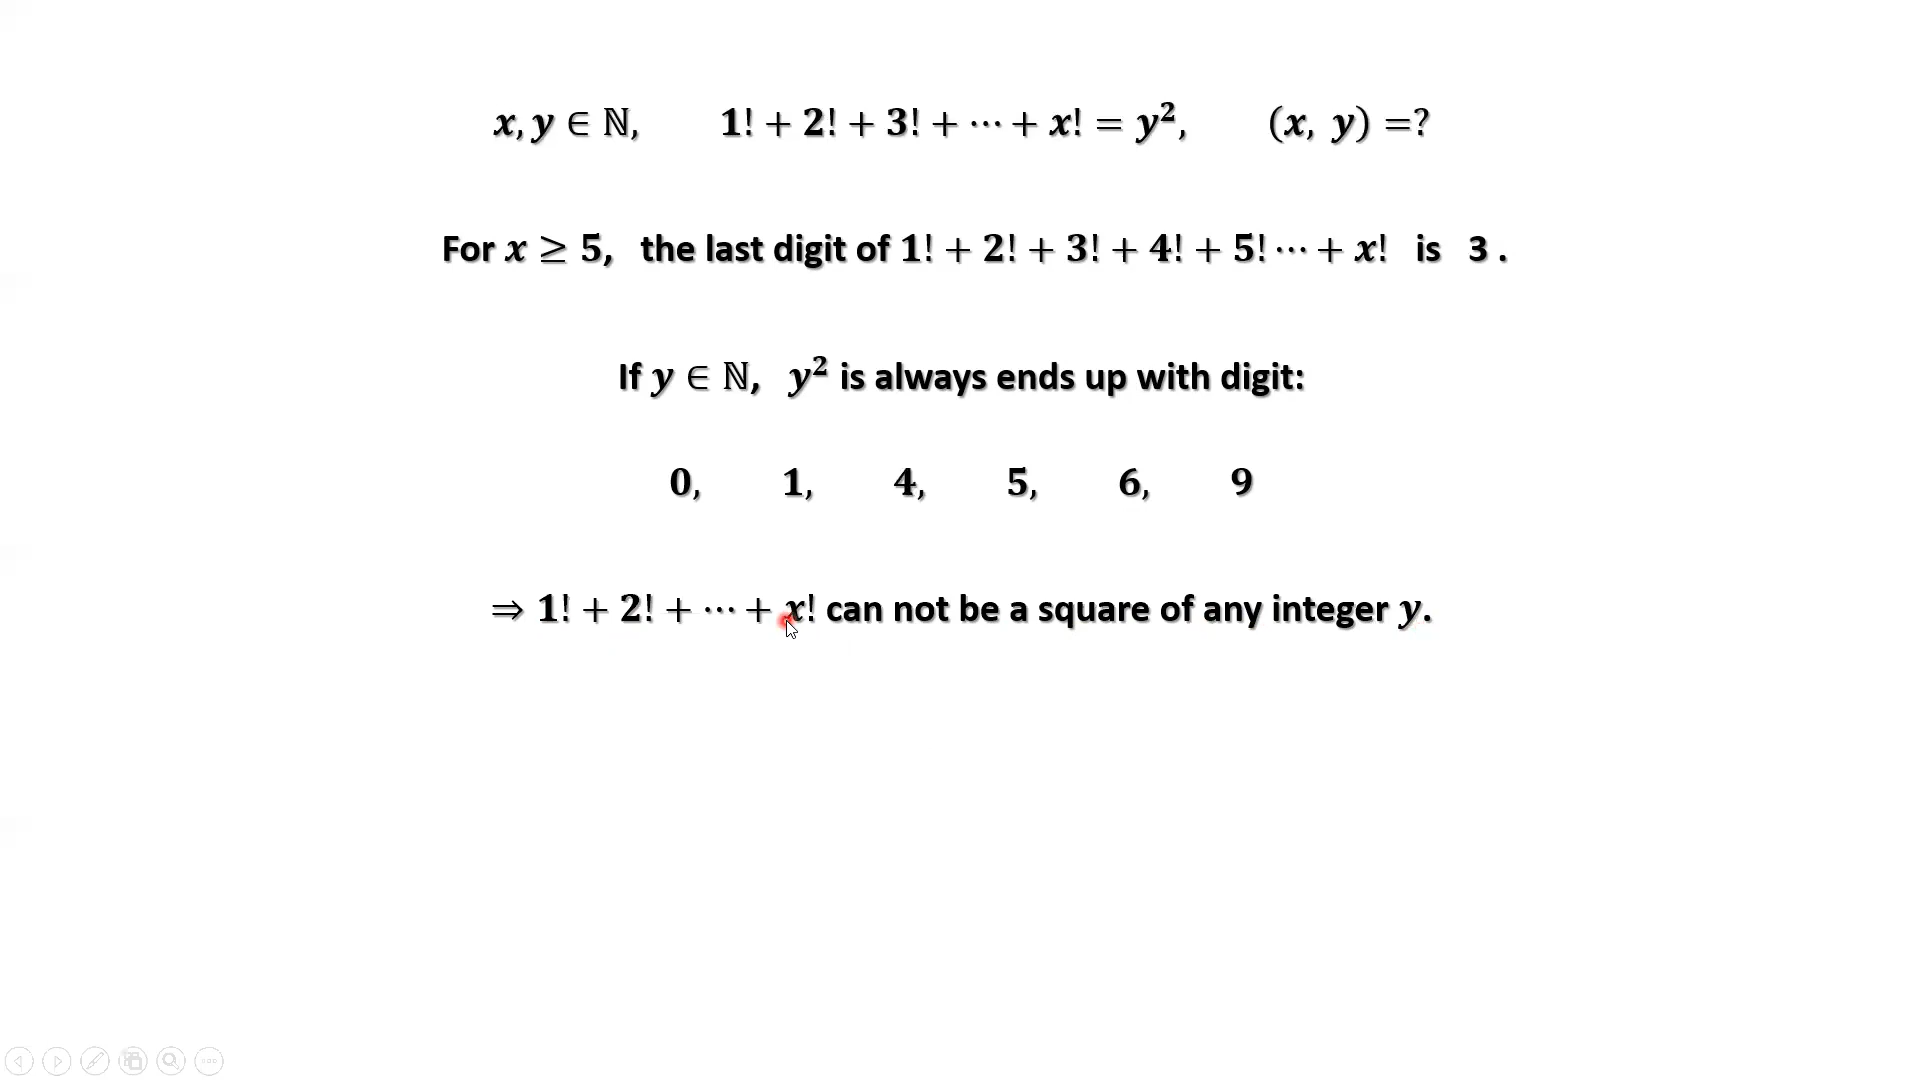 x, y ∈ ℕ, 1! + 2! + 3! + ⋯ + x! = y², (x, y) =?
For x ≥ 5, the last digit of 1! + 2! + 3! + 4! + 5! ⋯ + x! is 3 .
If y ∈ ℕ, y² is always ends up with digit:
0, 1, 4, 5, 6, 9
⇒ 1! + 2! + ⋯ + x! can not be a square of any integer y.